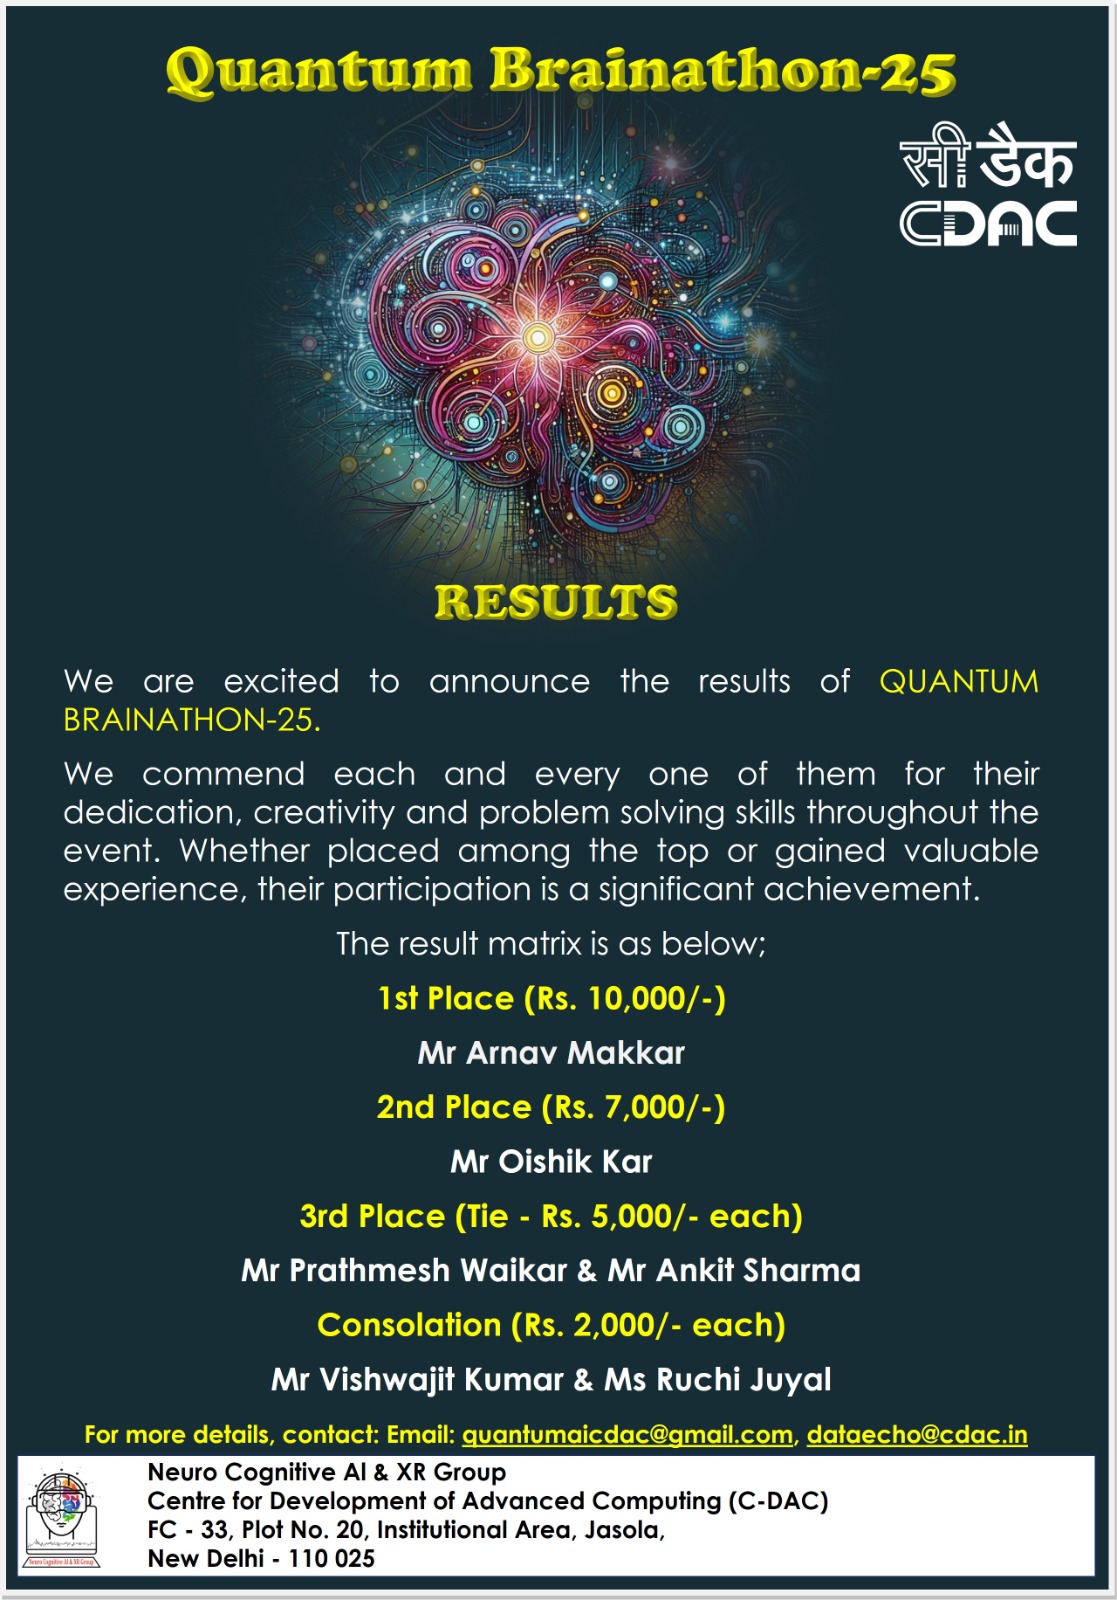 Quantum Brainathon-25
सी डैक
CDAC
RESULTS
We are excited to announce the results of QUANTUM
BRAINATHON-25.
We commend each and every one of them for their
dedication, creativity and problem solving skills throughout the
event. Whether placed among the top or gained valuable
experience, their participation is a significant achievement.
The result matrix is as below;
1st Place (Rs. 10,000/-)
Mr Arnav Makkar
2nd Place (Rs. 7,000/-)
Mr Oishik Kar
3rd Place (Tie - Rs. 5,000/- each)
Mr Prathmesh Waikar & Mr Ankit Sharma
Consolation (Rs. 2,000/- each)
Mr Vishwajit Kumar & Ms Ruchi Juyal
For more details, contact: Email: quantumaicdac@gmail.com, dataecho@cdac.in
Neuro Cognitive AI & XR Group
Centre for Development of Advanced Computing (C-DAC)
FC - 33, Plot No. 20, Institutional Area, Jasola,
New Delhi - 110 025
Neuro Cognitive AI & XR Group